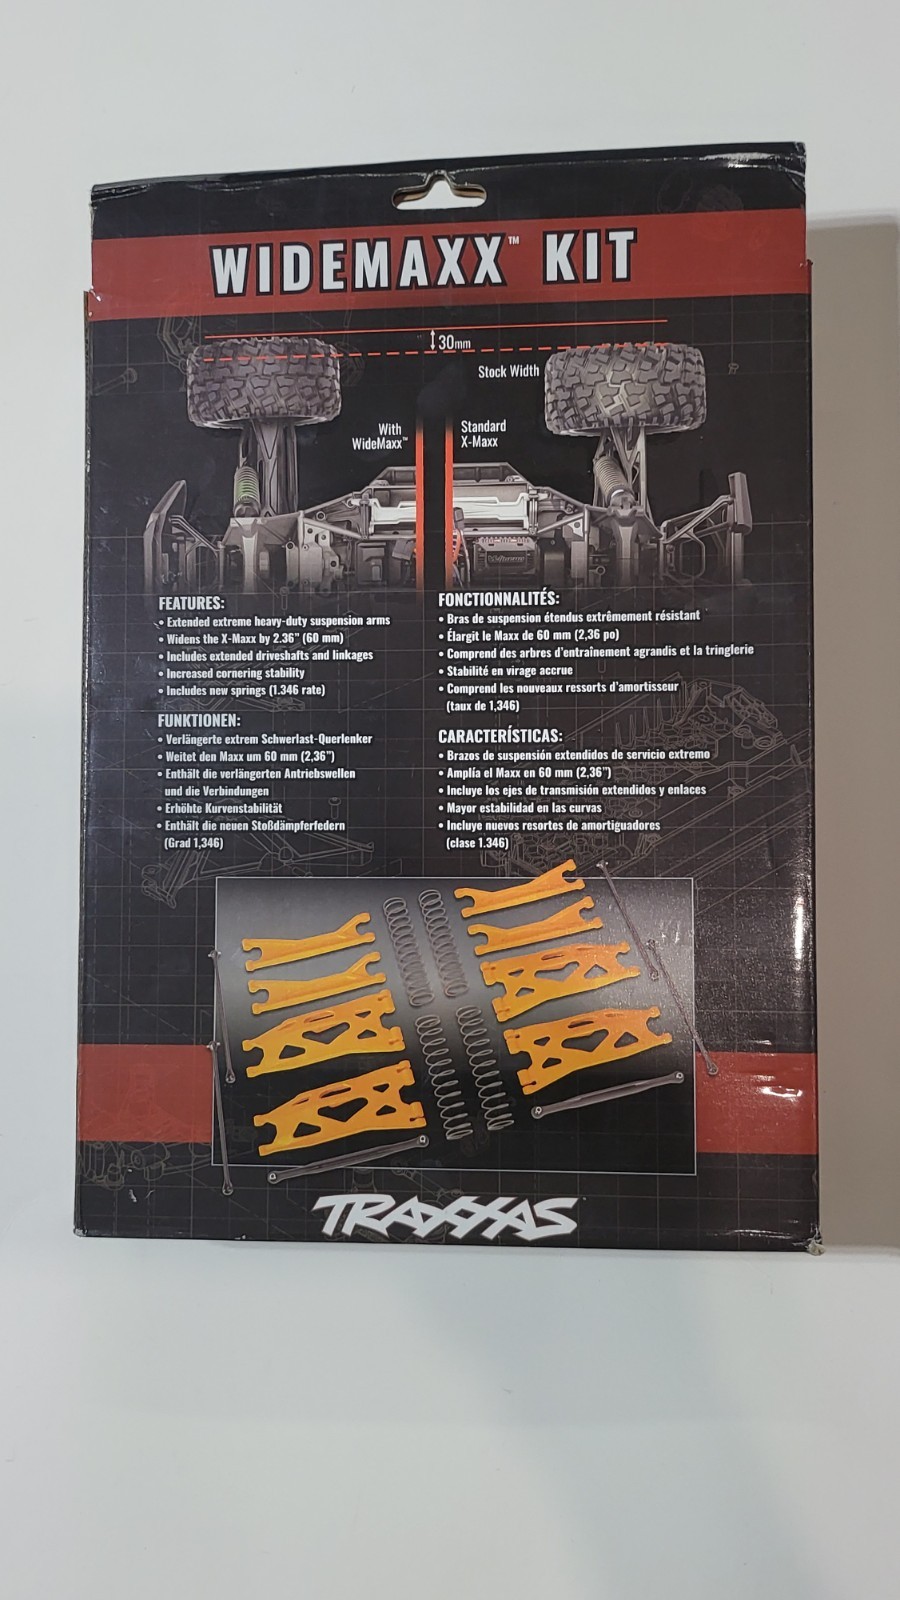 WIDEMAXX™ KIT
30mm
Stock Width
With
WideMaxx™
Standard
X-Maxx
FEATURES:
• Extended extreme heavy-duty suspension arms
• Widens the X-Maxx by 2.36" (60 mm)
• Includes extended driveshafts and linkages
• Increased cornering stability
• Includes new springs (1.346 rate)
FUNKTIONEN:
• Verlängerte extrem Schwerlast-Querlenker
• Weitet den Maxx um 60 mm (2,36")
• Enthält die verlängerten Antriebswellen
und die Verbindungen
• Erhöhte Kurvenstabilität
• Enthält die neuen Stoßdämpferfedern
(Grad 1,346)
FONCTIONNALITÉS:
• Bras de suspension étendus extrêmement résistant
• Élargit le Maxx de 60 mm (2,36 po)
• Comprend des arbres d'entraînement agrandis et la tringlerie
• Stabilité en virage accrue
• Comprend les nouveaux ressorts d'amortisseur
(taux de 1,346)
CARACTERÍSTICAS:
• Brazos de suspensión extendidos de servicio extremo
• Amplía el Maxx en 60 mm (2,36")
• Incluye los ejes de transmisión extendidos y enlaces
• Mayor estabilidad en las curvas
• Incluye nuevos resortes de amortiguadores
(clase 1.346)
TRAXXAS